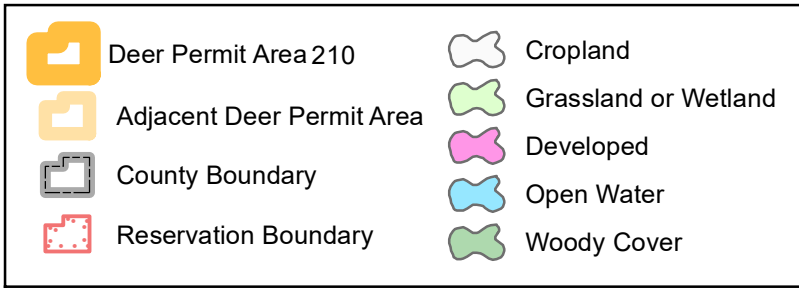 Deer Permit Area 210
Adjacent Deer Permit Area
County Boundary
Reservation Boundary
Cropland
Grassland or Wetland
Developed
Open Water
Woody Cover